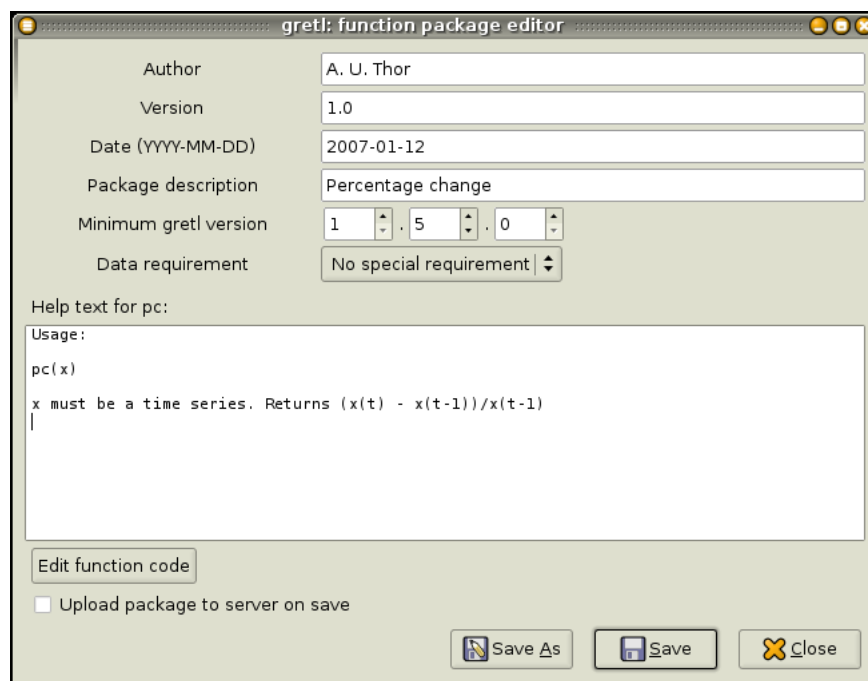 gretl: function package editor
Author A. U. Thor
Version 1.0
Date (YYYY-MM-DD) 2007-01-12
Package description Percentage change
Minimum gretl version 1 . 5 . 0
Data requirement No special requirement
Help text for pc:
Usage:
pc(x)
x must be a time series. Returns (x(t) - x(t-1))/x(t-1)
Edit function code
Upload package to server on save
Save As Save Close